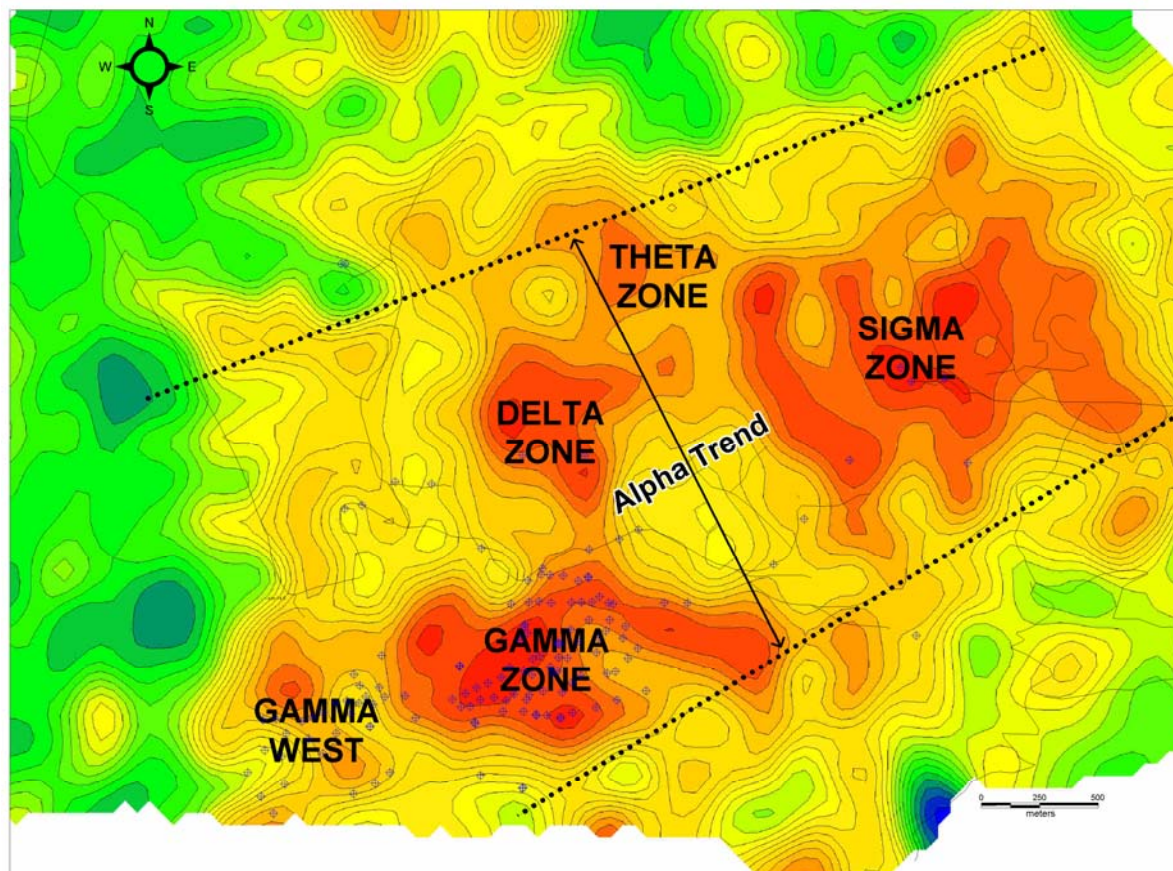 N
W E
S
THETA
ZONE
SIGMA
ZONE
DELTA
ZONE
Alpha Trend
GAMMA
ZONE
GAMMA
WEST
0 250 500
meters